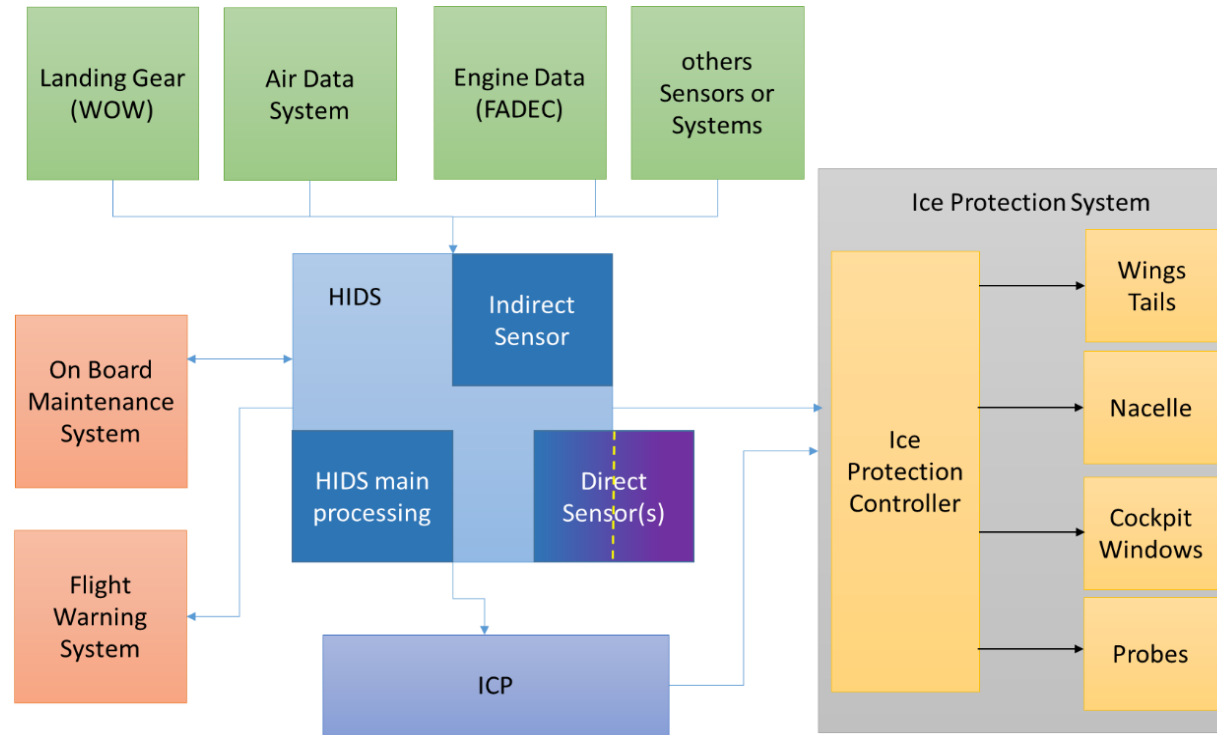 Landing Gear
(WOW)
Air Data
System
Engine Data
(FADEC)
others
Sensors or
Systems
Ice Protection System
HIDS
Indirect
Sensor
Wings
Tails
On Board
Maintenance
System
Nacelle
Ice
Protection
Controller
HIDS main
processing
Direct
Sensor(s)
Cockpit
Windows
Flight
Warning
System
Probes
ICP